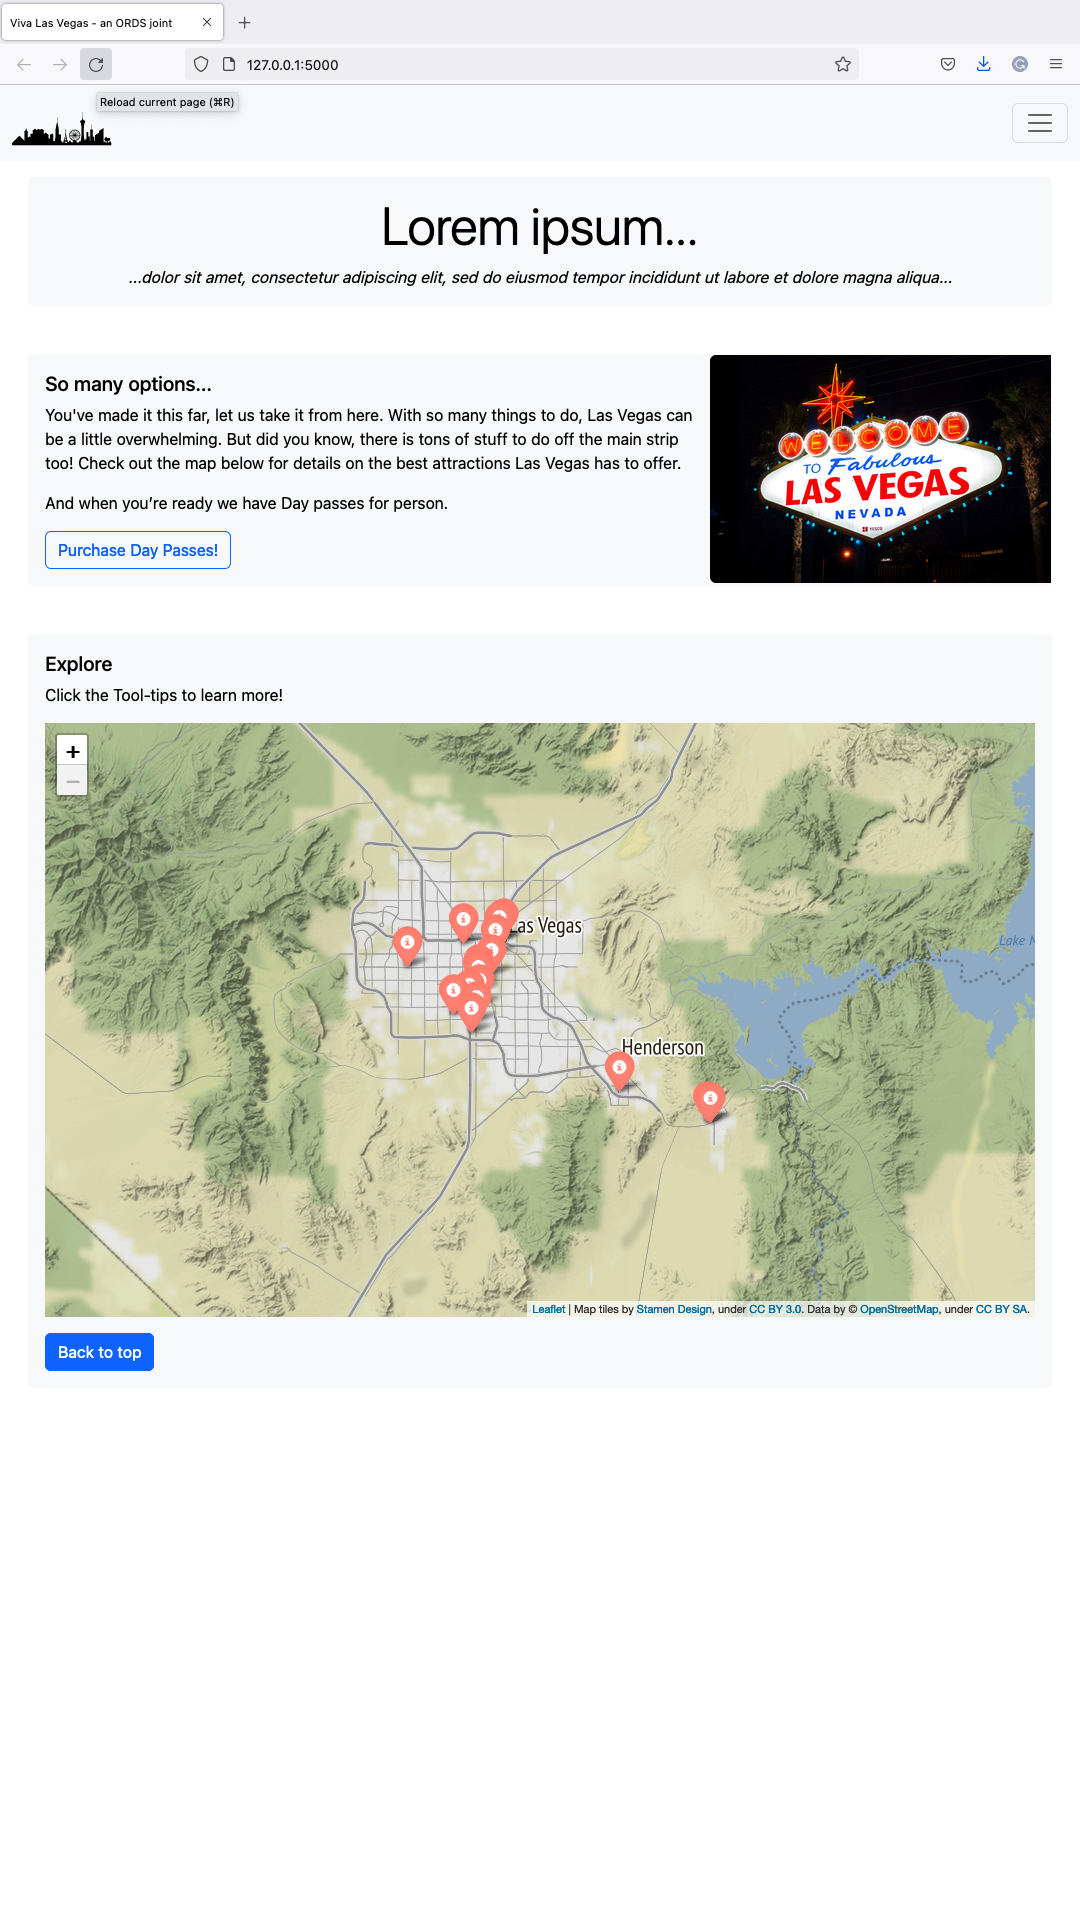 Viva Las Vegas - an ORDS joint
127.0.0.1:5000
Reload current page (⌘R)
Lorem ipsum...
...dolor sit amet, consectetur adipiscing elit, sed do eiusmod tempor incididunt ut labore et dolore magna aliqua...
So many options...
You've made it this far, let us take it from here. With so many things to do, Las Vegas can
be a little overwhelming. But did you know, there is tons of stuff to do off the main strip
too! Check out the map below for details on the best attractions Las Vegas has to offer.
And when you’re ready we have Day passes for person.
Purchase Day Passes!
WELCOME
TO Fabulous
LAS VEGAS
NEVADA
YESCO
Explore
Click the Tool-tips to learn more!
+
−
Las Vegas
Lake M
Henderson
Leaflet | Map tiles by Stamen Design, under CC BY 3.0. Data by © OpenStreetMap, under CC BY SA.
Back to top